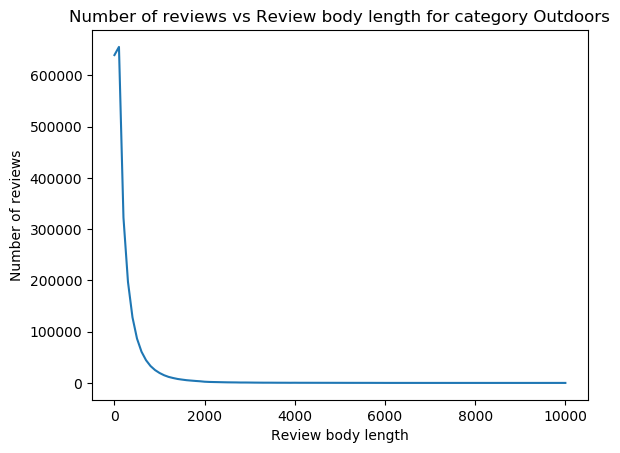 Number of reviews vs Review body length for category Outdoors
600000
500000
400000
300000
200000
100000
0
Number of reviews
0 2000 4000 6000 8000 10000
Review body length